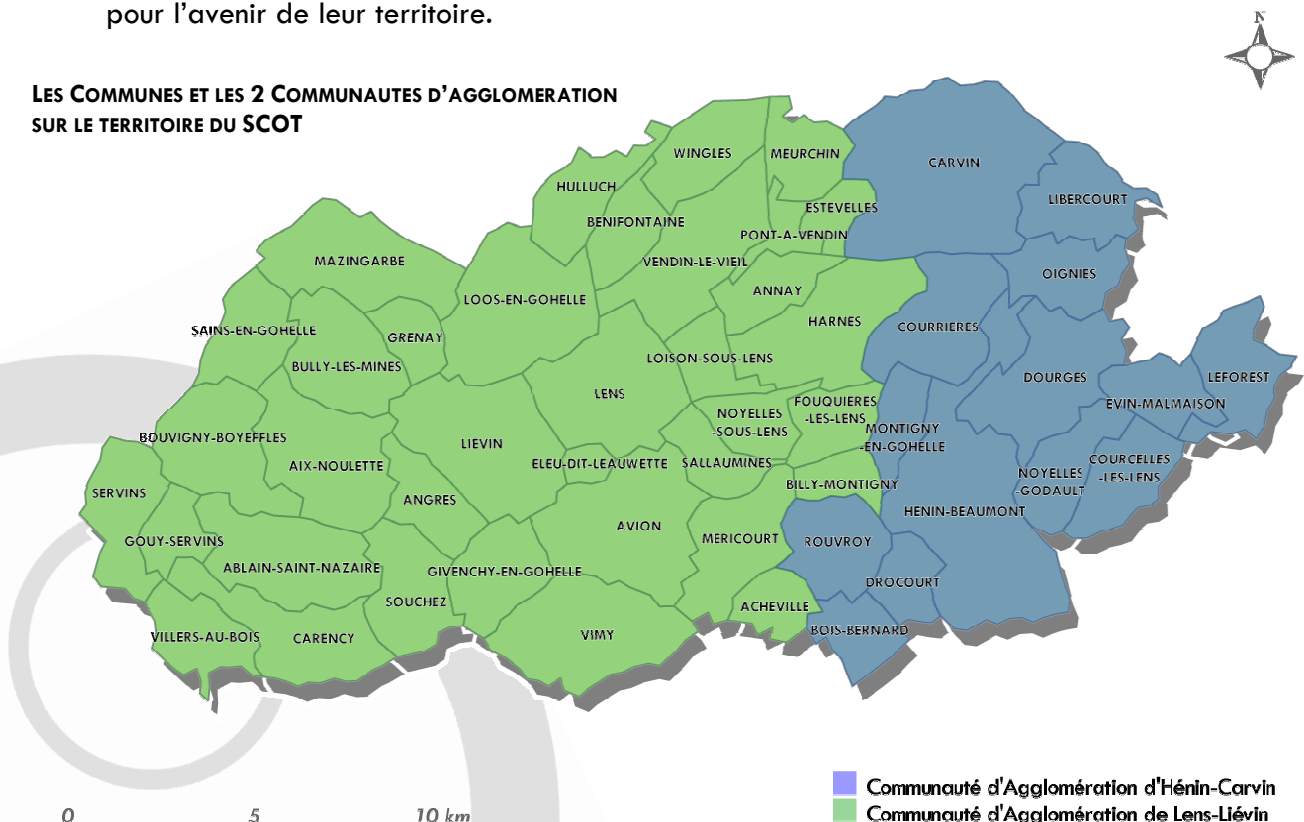 pour l'avenir de leur territoire.
N
LES COMMUNES ET LES 2 COMMUNAUTES D'AGGLOMERATION
SUR LE TERRITOIRE DU SCOT
WINGLES
MEURCHIN
CARVIN
HULLUCH
LIBERCOURT
ESTEVELLES
BENIFONTAINE
PONT-A-VENDIN
MAZINGARBE
VENDIN-LE-VIEIL
OIGNIES
ANNAY
LOOS-EN-GOHELLE
HARNES
COURRIERES
SAINS-EN-GOHELLE
GRENAY
LOISON-SOUS-LENS
BULLY-LES-MINES
DOURGES
LEFOREST
LENS
EVIN-MALMAISON
FOUQUIERES
-LES-LENS
NOYELLES
-SOUS-LENS
MONTIGNY
-EN-GOHELLE
BOUVIGNY-BOYEFFLES
LIEVIN
COURCELLES
-LES-LENS
AIX-NOULETTE
ELEU-DIT-LEAUWETTE
SALLAUMINES
NOYELLES
-GODAULT
BILLY-MONTIGNY
SERVINS
ANGRES
HENIN-BEAUMONT
AVION
MERICOURT
ROUVROY
GOUY-SERVINS
ABLAIN-SAINT-NAZAIRE
GIVENCHY-EN-GOHELLE
DROCOURT
SOUCHEZ
ACHEVILLE
VILLERS-AU-BOIS
CARENCY
VIMY
BOIS-BERNARD
Communauté d'Agglomération d'Hénin-Carvin
Communauté d'Agglomération de Lens-Liévin
0 5 10 km